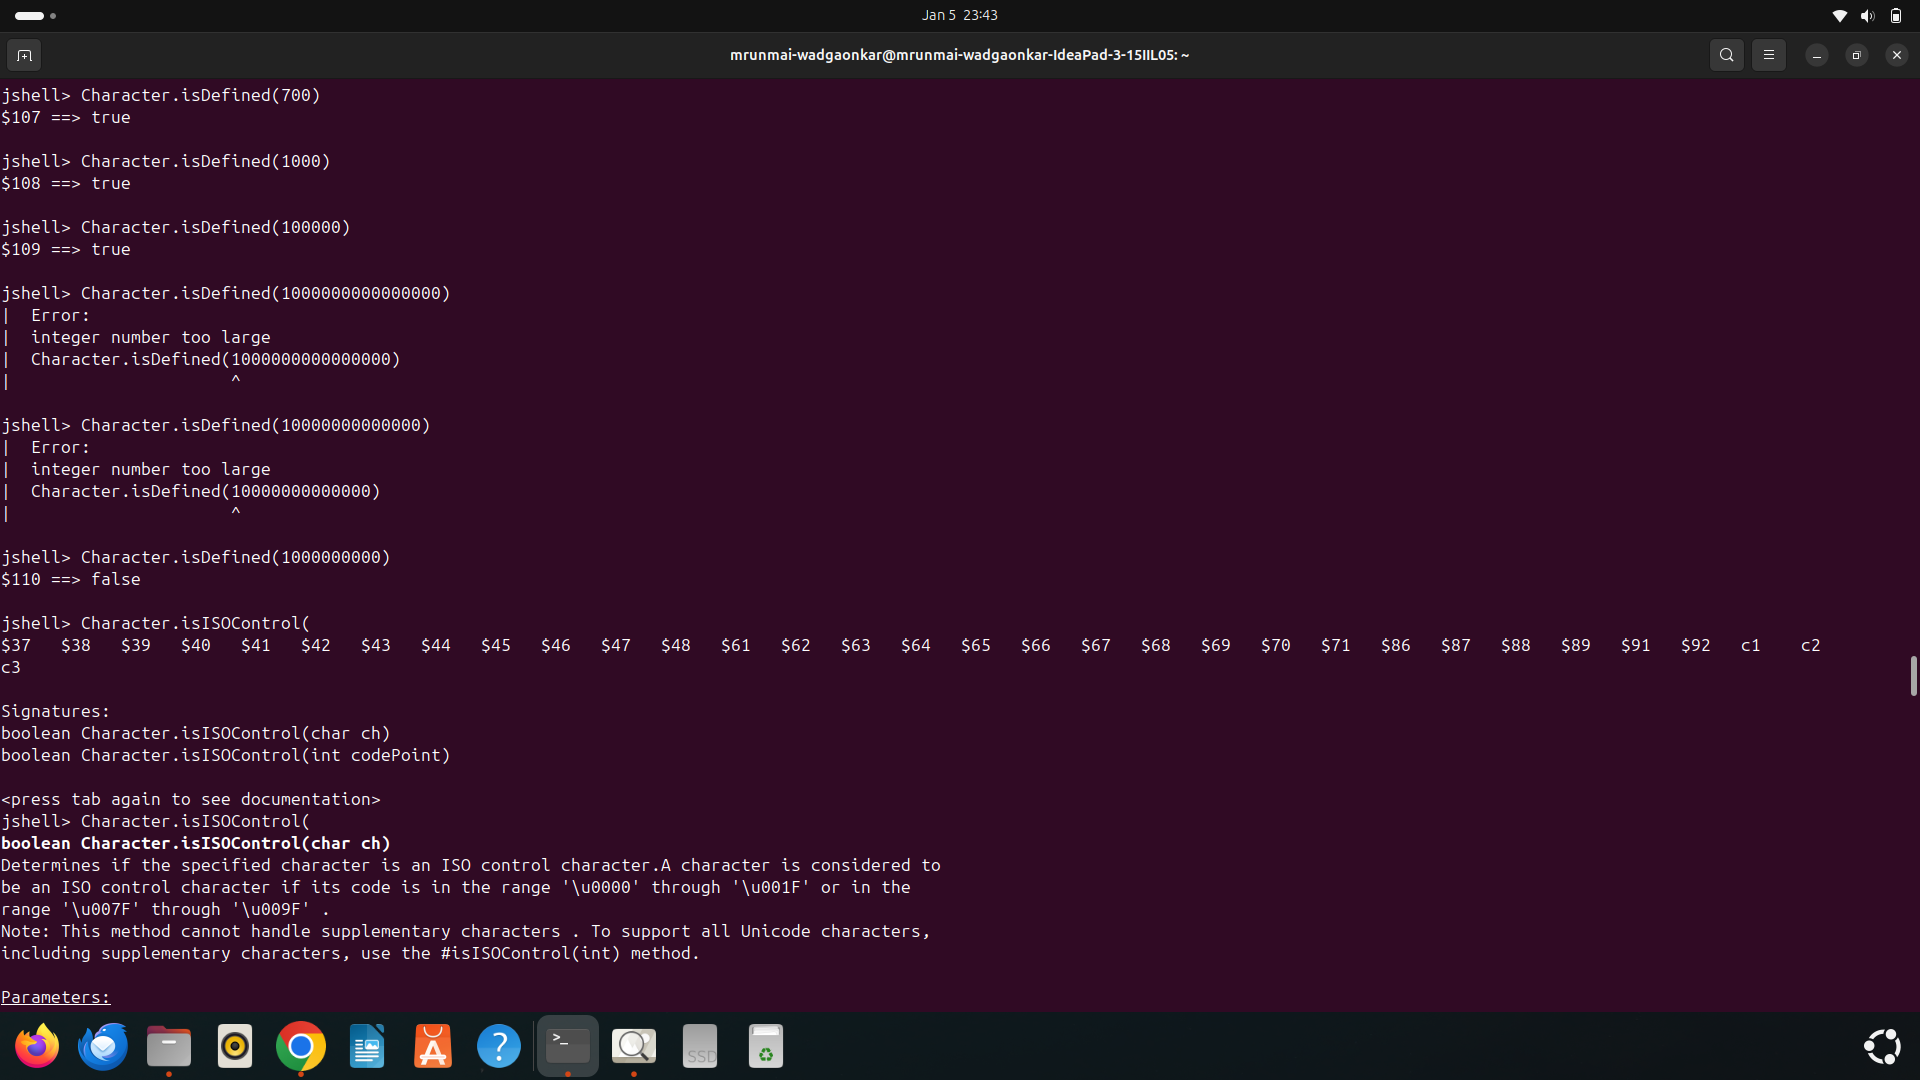 Jan 5 23:43
mrunmai-wadgaonkar@mrunmai-wadgaonkar-IdeaPad-3-15IIL05: ~
jshell> Character.isDefined(700)
$107 ==> true
jshell> Character.isDefined(1000)
$108 ==> true
jshell> Character.isDefined(100000)
$109 ==> true
jshell> Character.isDefined(1000000000000000)
|  Error:
|  integer number too large
|  Character.isDefined(1000000000000000)
|                      ^
jshell> Character.isDefined(10000000000000)
|  Error:
|  integer number too large
|  Character.isDefined(10000000000000)
|                      ^
jshell> Character.isDefined(1000000000)
$110 ==> false
jshell> Character.isISOControl(
$37   $38   $39   $40   $41   $42   $43   $44   $45   $46   $47   $48   $61   $62   $63   $64   $65   $66   $67   $68   $69   $70   $71   $86   $87   $88   $89   $91   $92   c1    c2
c3
Signatures:
boolean Character.isISOControl(char ch)
boolean Character.isISOControl(int codePoint)
<press tab again to see documentation>
jshell> Character.isISOControl(
boolean Character.isISOControl(char ch)
Determines if the specified character is an ISO control character.A character is considered to
be an ISO control character if its code is in the range '\u0000' through '\u001F' or in the
range '\u007F' through '\u009F' .
Note: This method cannot handle supplementary characters . To support all Unicode characters,
including supplementary characters, use the #isISOControl(int) method.
Parameters:
SSD